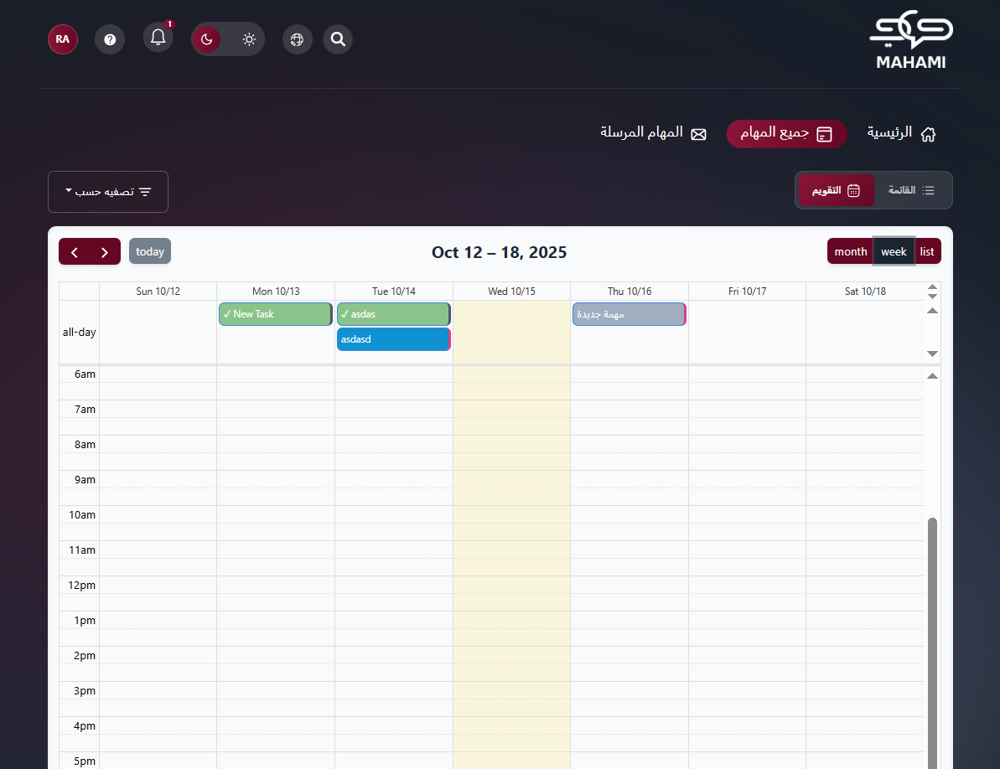 RA
1
مهامي
MAHAMI
الرئيسية
جميع المهام
المهام المرسلة
القائمة
التقويم
تصفيه حسب
today
Oct 12 – 18, 2025
month
week
list
Sun 10/12
Mon 10/13
Tue 10/14
Wed 10/15
Thu 10/16
Fri 10/17
Sat 10/18
all-day
✓ New Task
✓ asdas
asdasd
مهمة جديدة
6am
7am
8am
9am
10am
11am
12pm
1pm
2pm
3pm
4pm
5pm